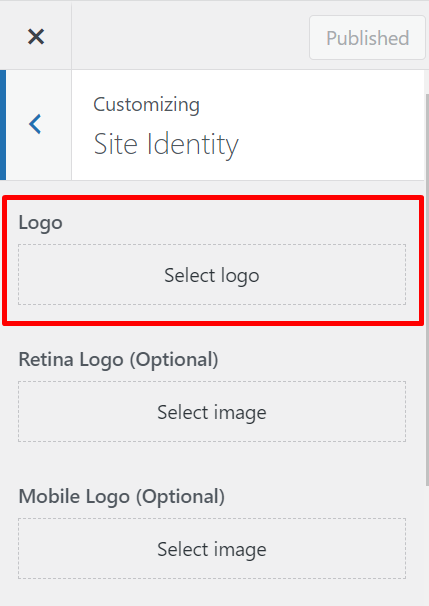 Published
Customizing
Site Identity
Logo
Select logo
Retina Logo (Optional)
Select image
Mobile Logo (Optional)
Select image